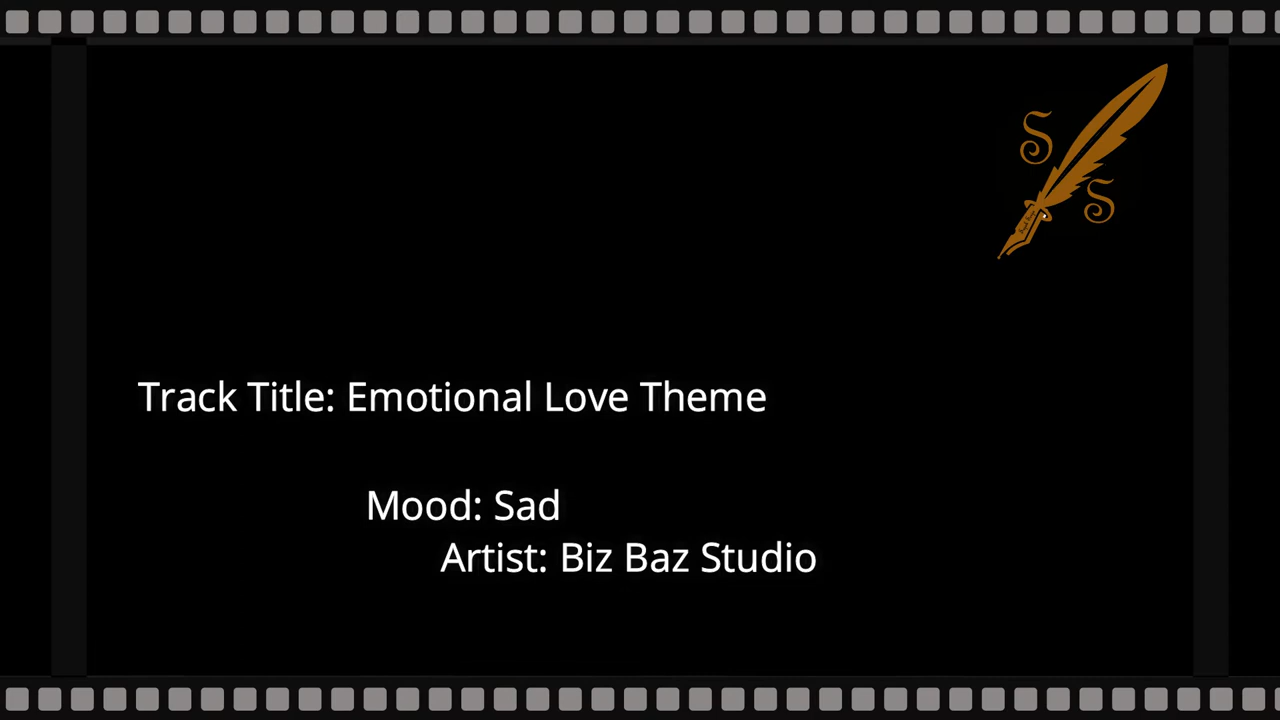 S
S
Track Title: Emotional Love Theme
Mood: Sad
Artist: Biz Baz Studio